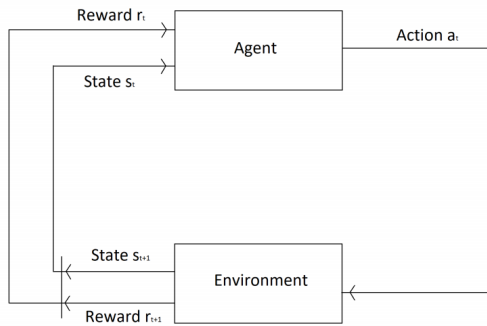 Reward rₜ
Agent
Action aₜ
State sₜ
State sₜ₊₁
Environment
Reward rₜ₊₁